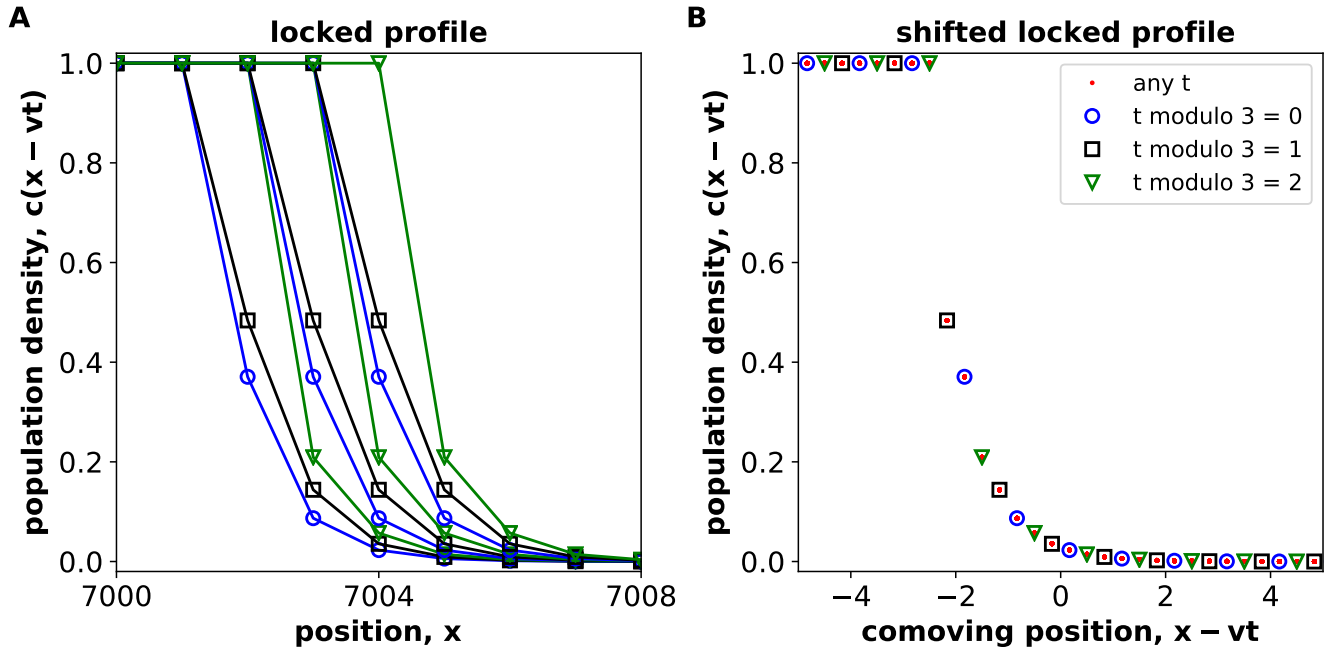 A
locked profile
population density, c(x − vt)
1.0
0.8
0.6
0.4
0.2
0.0
7000
7004
7008
position, x
B
shifted locked profile
population density, c(x − vt)
1.0
0.8
0.6
0.4
0.2
0.0
any t
t modulo 3 = 0
t modulo 3 = 1
t modulo 3 = 2
−4
−2
0
2
4
comoving position, x − vt